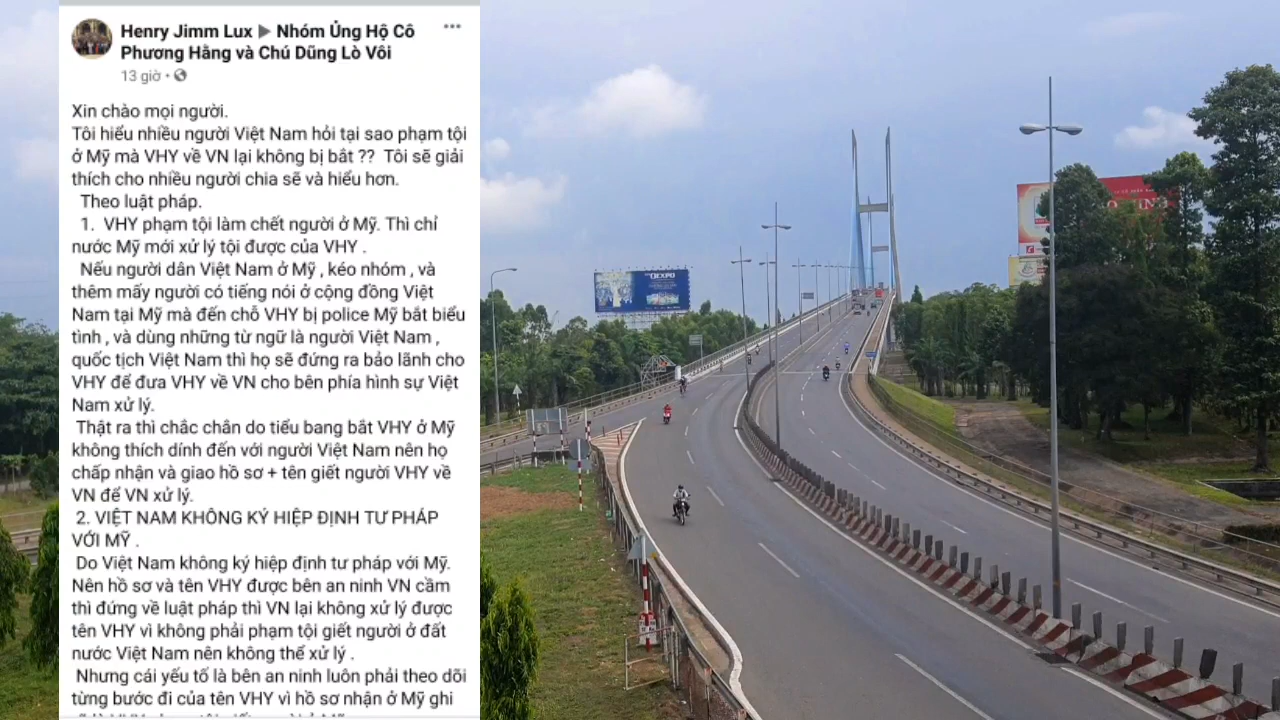 Henry Jimm Lux ▶ Nhóm Ủng Hộ Cô
Phương Hằng và Chú Dũng Lò Vôi
13 giờ •
Xin chào mọi người.
Tôi hiểu nhiều người Việt Nam hỏi tại sao phạm tội
ở Mỹ mà VHY về VN lại không bị bắt ?? Tôi sẽ giải
thích cho nhiều người chia sẽ và hiểu hơn.
Theo luật pháp.
1. VHY phạm tội làm chết người ở Mỹ. Thì chỉ
nước Mỹ mới xử lý tội được của VHY .
Nếu người dân Việt Nam ở Mỹ , kéo nhóm , và
thêm mấy người có tiếng nói ở cộng đồng Việt
Nam tại Mỹ mà đến chỗ VHY bị police Mỹ bắt biểu
tình , và dùng những từ ngữ là người Việt Nam ,
quốc tịch Việt Nam thì họ sẽ đứng ra bảo lãnh cho
VHY để đưa VHY về VN cho bên phía hình sự Việt
Nam xử lý.
Thật ra thì chắc chắn do tiểu bang bắt VHY ở Mỹ
không thích dính đến với người Việt Nam nên họ
chấp nhận và giao hồ sơ + tên giết người VHY về
VN để VN xử lý.
2. VIỆT NAM KHÔNG KÝ HIỆP ĐỊNH TƯ PHÁP
VỚI MỸ .
Do Việt Nam không ký hiệp định tư pháp với Mỹ.
Nên hồ sơ và tên VHY được bên an ninh VN cầm
thì đứng về luật pháp thì VN lại không xử lý được
tên VHY vì không phải phạm tội giết người ở đất
nước Việt Nam nên không thể xử lý .
Nhưng cái yếu tố là bên an ninh luôn phải theo dõi
từng bước đi của tên VHY vì hồ sơ nhận ở Mỹ ghi